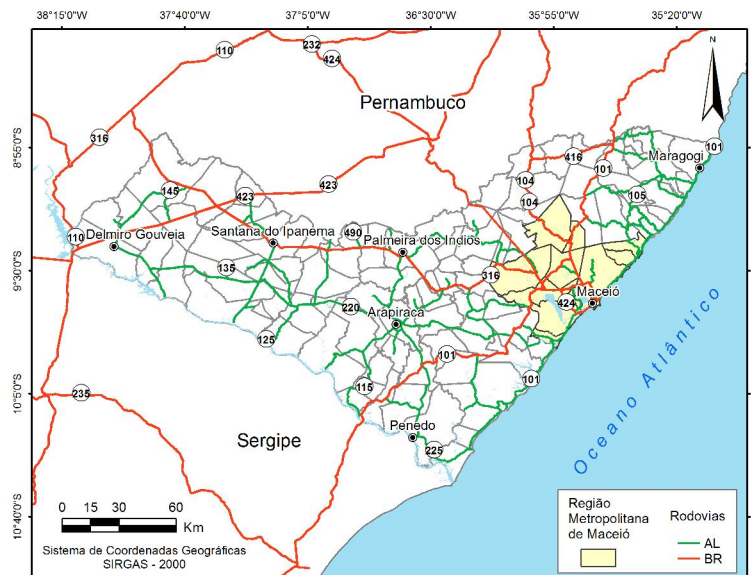 38°15'0"W 37°40'0"W 37°5'0"W 36°30'0"W 35°55'0"W 35°20'0"W
N
232
110
424
Pernambuco
316
8°55'0"S
101
416
Maragogi
101
104
145
423
423
105
104
110
Delmiro Gouveia
Santana do Ipanema
490
Palmeira dos Índios
9°30'0"S
135
316
220
424
Maceió
Arapiraca
125
101
101
10°5'0"S
235
115
Oceano Atlântico
Penedo
225
Sergipe
10°40'0"S
0 15 30 60
Km
Sistema de Coordenadas Geográficas
SIRGAS - 2000
Região
Metropolitana
de Maceió
Rodovias
AL
BR